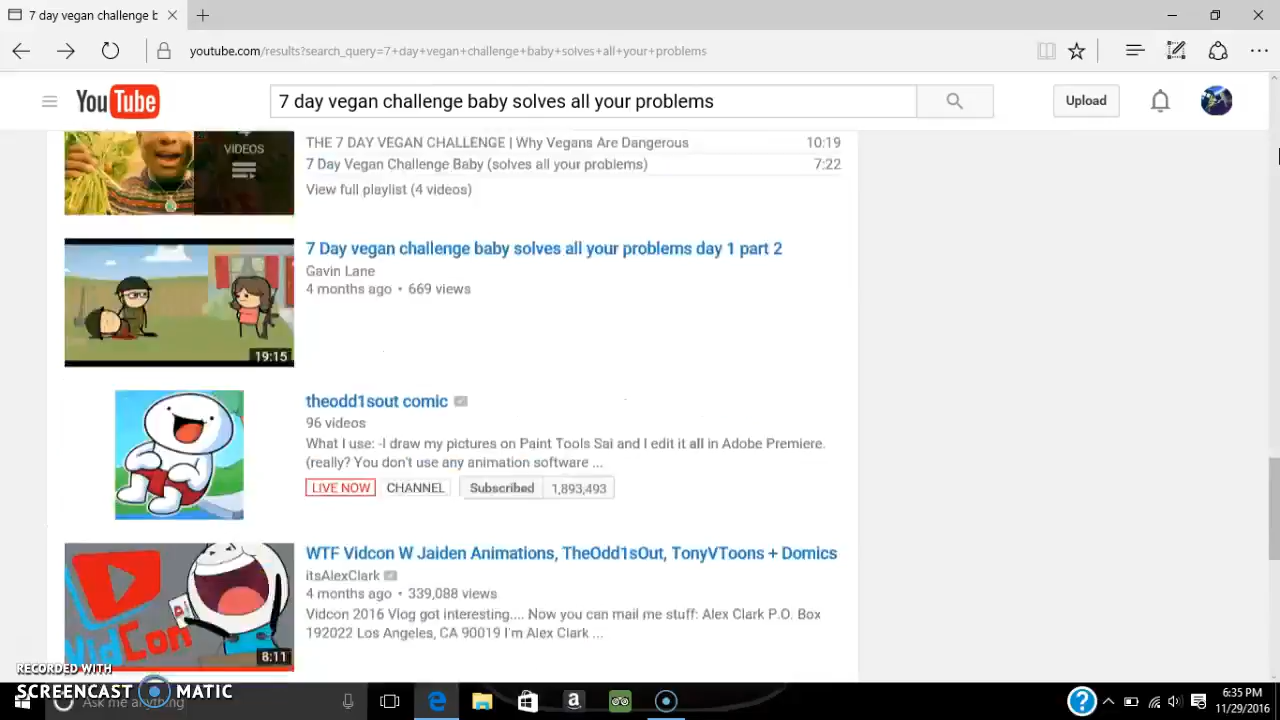 7 day vegan challenge b
youtube.com/results?search_query=7+day+vegan+challenge+baby+solves+all+your+problems
YouTube
7 day vegan challenge baby solves all your problems
Upload
VIDEOS
THE 7 DAY VEGAN CHALLENGE | Why Vegans Are Dangerous 10:19
7 Day Vegan Challenge Baby (solves all your problems) 7:22
View full playlist (4 videos)
7 Day vegan challenge baby solves all your problems day 1 part 2
Gavin Lane
4 months ago • 669 views
19:15
theodd1sout comic
96 videos
What I use: -I draw my pictures on Paint Tools Sai and I edit it all in Adobe Premiere.
(really? You don't use any animation software ...
LIVE NOW CHANNEL Subscribed 1,893,493
WTF Vidcon W Jaiden Animations, TheOdd1sOut, TonyVToons + Domics
itsAlexClark
4 months ago • 339,088 views
Vidcon 2016 Vlog got interesting.... Now you can mail me stuff: Alex Clark P.O. Box
192022 Los Angeles, CA 90019 I'm Alex Clark ...
VidCon
8:11
RECORDED WITH
SCREENCAST MATIC
Ask me anything
6:35 PM
11/29/2016